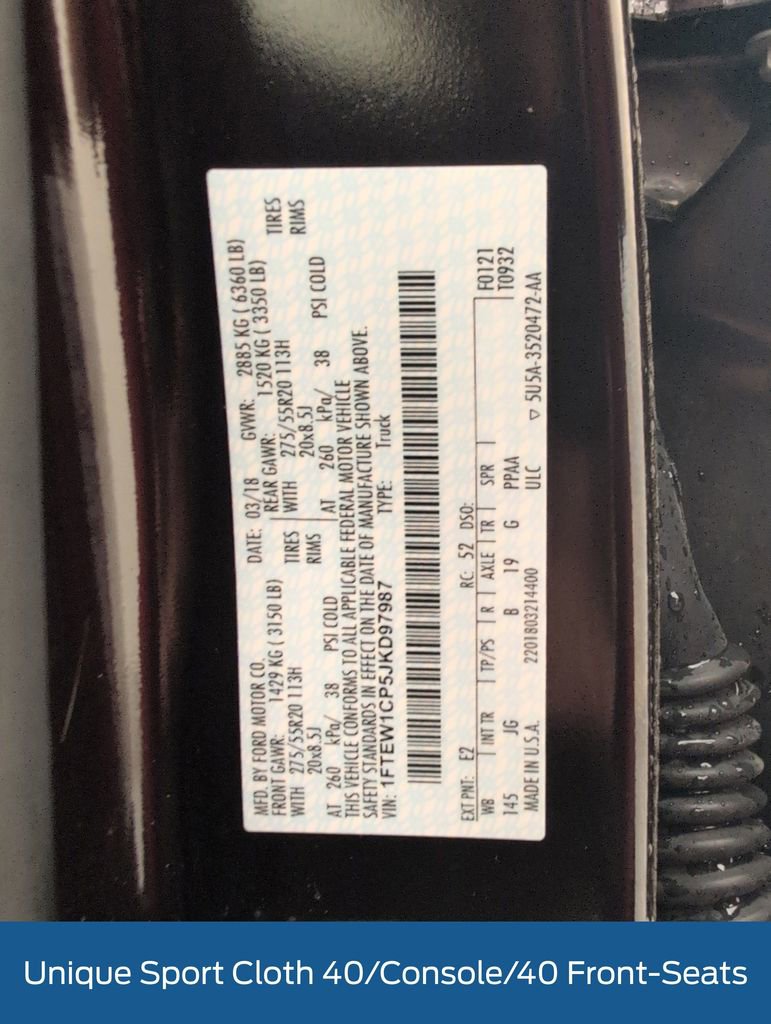 MFD. BY FORD MOTOR CO.
DATE: 03/18 GVWR: 2885 KG ( 6360 LB)
FRONT GAWR: 1429 KG ( 3150 LB)
REAR GAWR: 1520 KG ( 3350 LB)
WITH 275/55R20 113H TIRES
WITH 275/55R20 113H TIRES
20x8.5J RIMS
20x8.5J RIMS
AT 260 kPa/ 38 PSI COLD
AT 260 kPa/ 38 PSI COLD
THIS VEHICLE CONFORMS TO ALL APPLICABLE FEDERAL MOTOR VEHICLE
SAFETY STANDARDS IN EFFECT ON THE DATE OF MANUFACTURE SHOWN ABOVE.
VIN: 1FTEW1CP5JKD97987 TYPE: Truck
EXT PNT: E2 RC: 52 DSO:
WB INT TR TP/PS R AXLE TR SPR F0121
145 JG B 19 G PPAA T0932
MADE IN U.S.A. 2201803214400 ULC ▽ 5U5A-3520472-AA
Unique Sport Cloth 40/Console/40 Front-Seats